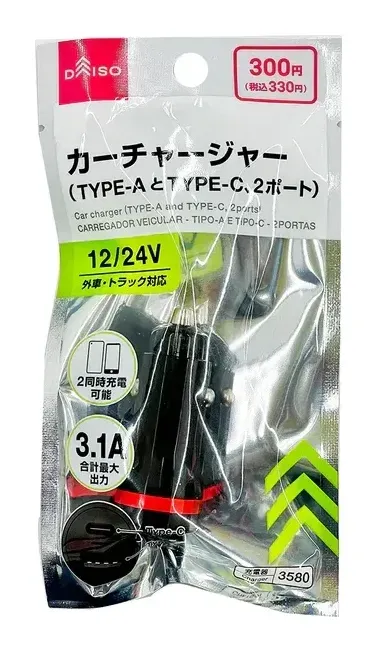 DAISO
300円
(税込330円)
カーチャージャー
(TYPE-AとTYPE-C、2ポート)
Car charger (TYPE-A and TYPE-C, 2ports)
CARREGADOR VEICULAR - TIPO-A E TIPO-C - 2PORTAS
12/24V
外車・トラック対応
2同時充電
可能
3.1A
合計最大
出力
Type-C
充電器
Charger
3580